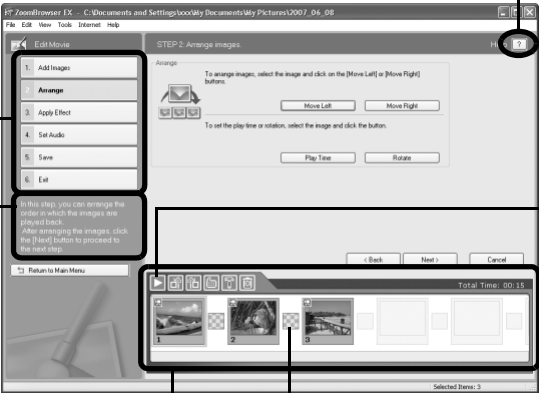 ZoomBrowser EX - C:\Documents and Settings\xxx\My Documents\My Pictures\2007_06_08
File Edit View Tools Internet Help
Edit Movie
STEP 2: Arrange images.
Help ?
1. Add Images
2. Arrange
3. Apply Effect
4. Set Audio
5. Save
6. Exit
In this step, you can arrange the
order in which the images are
played back.
After arranging the images, click
the [Next] button to proceed to
the next step.
Return to Main Menu
Arrange
To arrange images, select the image and click on the [Move Left] or [Move Right]
buttons.
Move Left
Move Right
To set the play time or rotation, select the image and click the button.
Play Time
Rotate
< Back
Next >
Cancel
Total Time: 00:15
1
2
3
Selected Items: 3